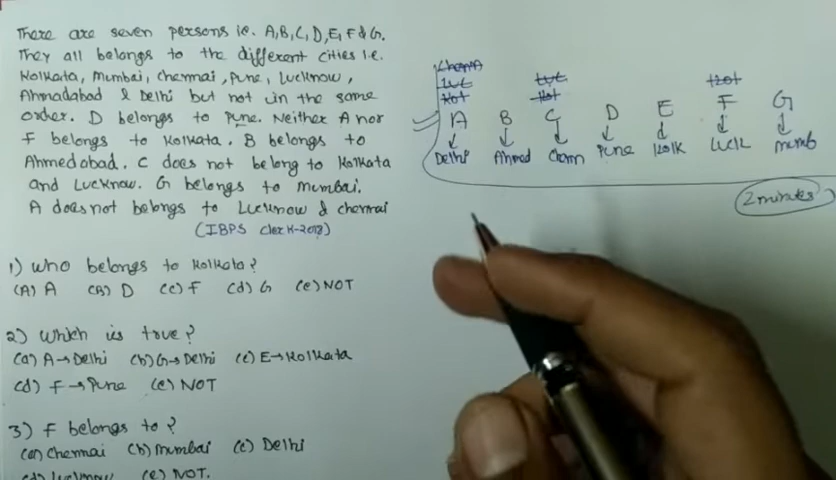 There are seven persons i.e. A,B,C,D,E,F & G.
They all belongs to the different cities i.e.
Kolkata, Mumbai, chennai, Pune, Lucknow,
Ahmadabad & Delhi but not in the same
order. D belongs to Pune. Neither A nor
F belongs to Kolkata. B belongs to
Ahmedabad. C does not belong to Kolkata
and Lucknow. G belongs to mumbai.
A does not belongs to Lucknow & chennai
(IBPS Clerk-2018)
1) Who belongs to Kolkata?
(A) A (B) D (c) F (d) G (e) NOT
2) Which is true?
(a) A→Delhi (b) G→Delhi (c) E→Kolkata
(d) F→Pune (e) NOT
3) F belongs to?
(a) Chennai (b) Mumbai (c) Delhi
(d) Lucknow (e) NOT.
A B C D E F G
Delhi Ahmed Chenn Pune Kolk Luck Mumb
2 minutes